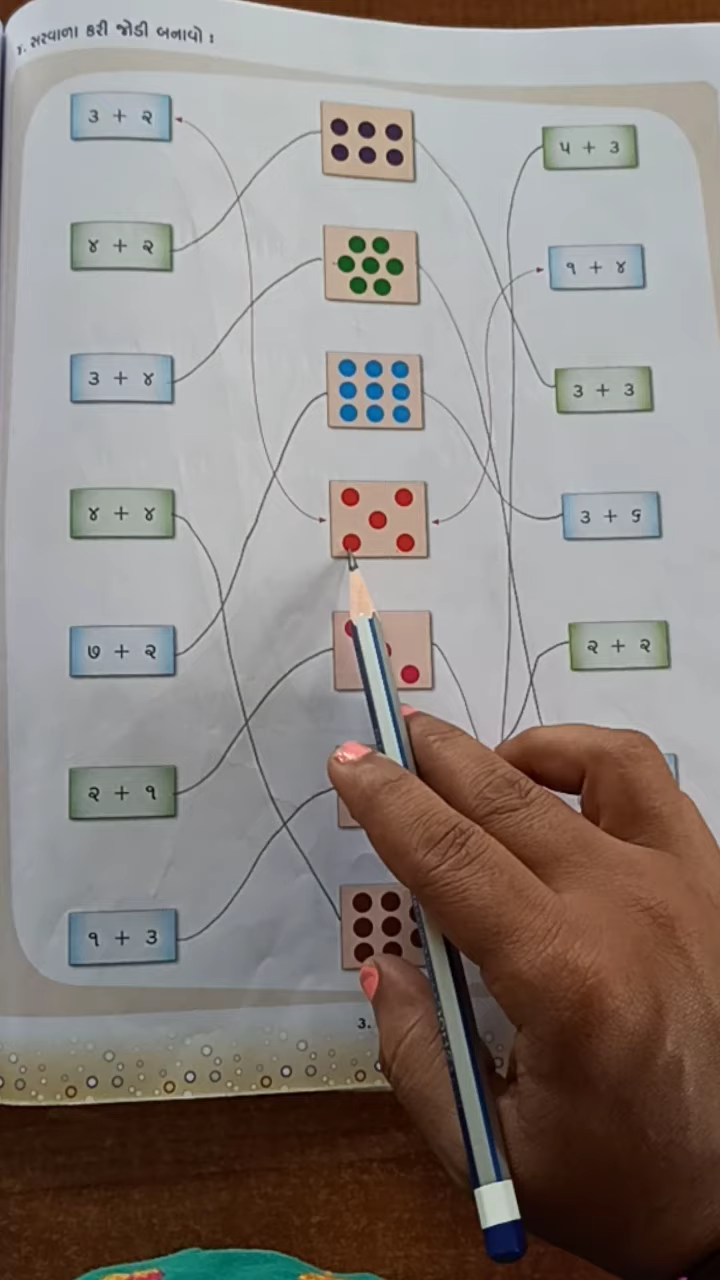 સરવાળા કરી જોડી બનાવો :
૩ + ૨
૪ + ૨
૩ + ૪
૪ + ૪
૭ + ૨
૨ + ૧
૧ + ૩
૫ + ૩
૧ + ૪
૩ + ૩
૩ + ૬
૨ + ૨
૩.